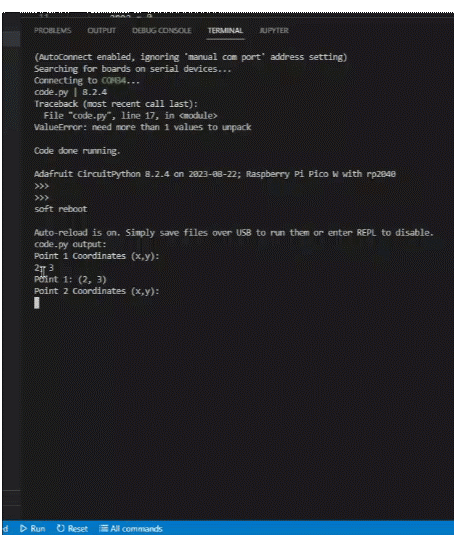 PROBLEMS OUTPUT DEBUG CONSOLE TERMINAL JUPYTER
(AutoConnect enabled, ignoring 'manual com port' address setting)
Searching for boards on serial devices...
Connecting to COM34...
code.py | 8.2.4
Traceback (most recent call last):
File "code.py", line 17, in <module>
ValueError: need more than 1 values to unpack
Code done running.
Adafruit CircuitPython 8.2.4 on 2023-08-22; Raspberry Pi Pico W with rp2040
>>>
>>>
soft reboot
Auto-reload is on. Simply save files over USB to run them or enter REPL to disable.
code.py output:
Point 1 Coordinates (x,y):
2, 3
Point 1: (2, 3)
Point 2 Coordinates (x,y):
Run Reset All commands